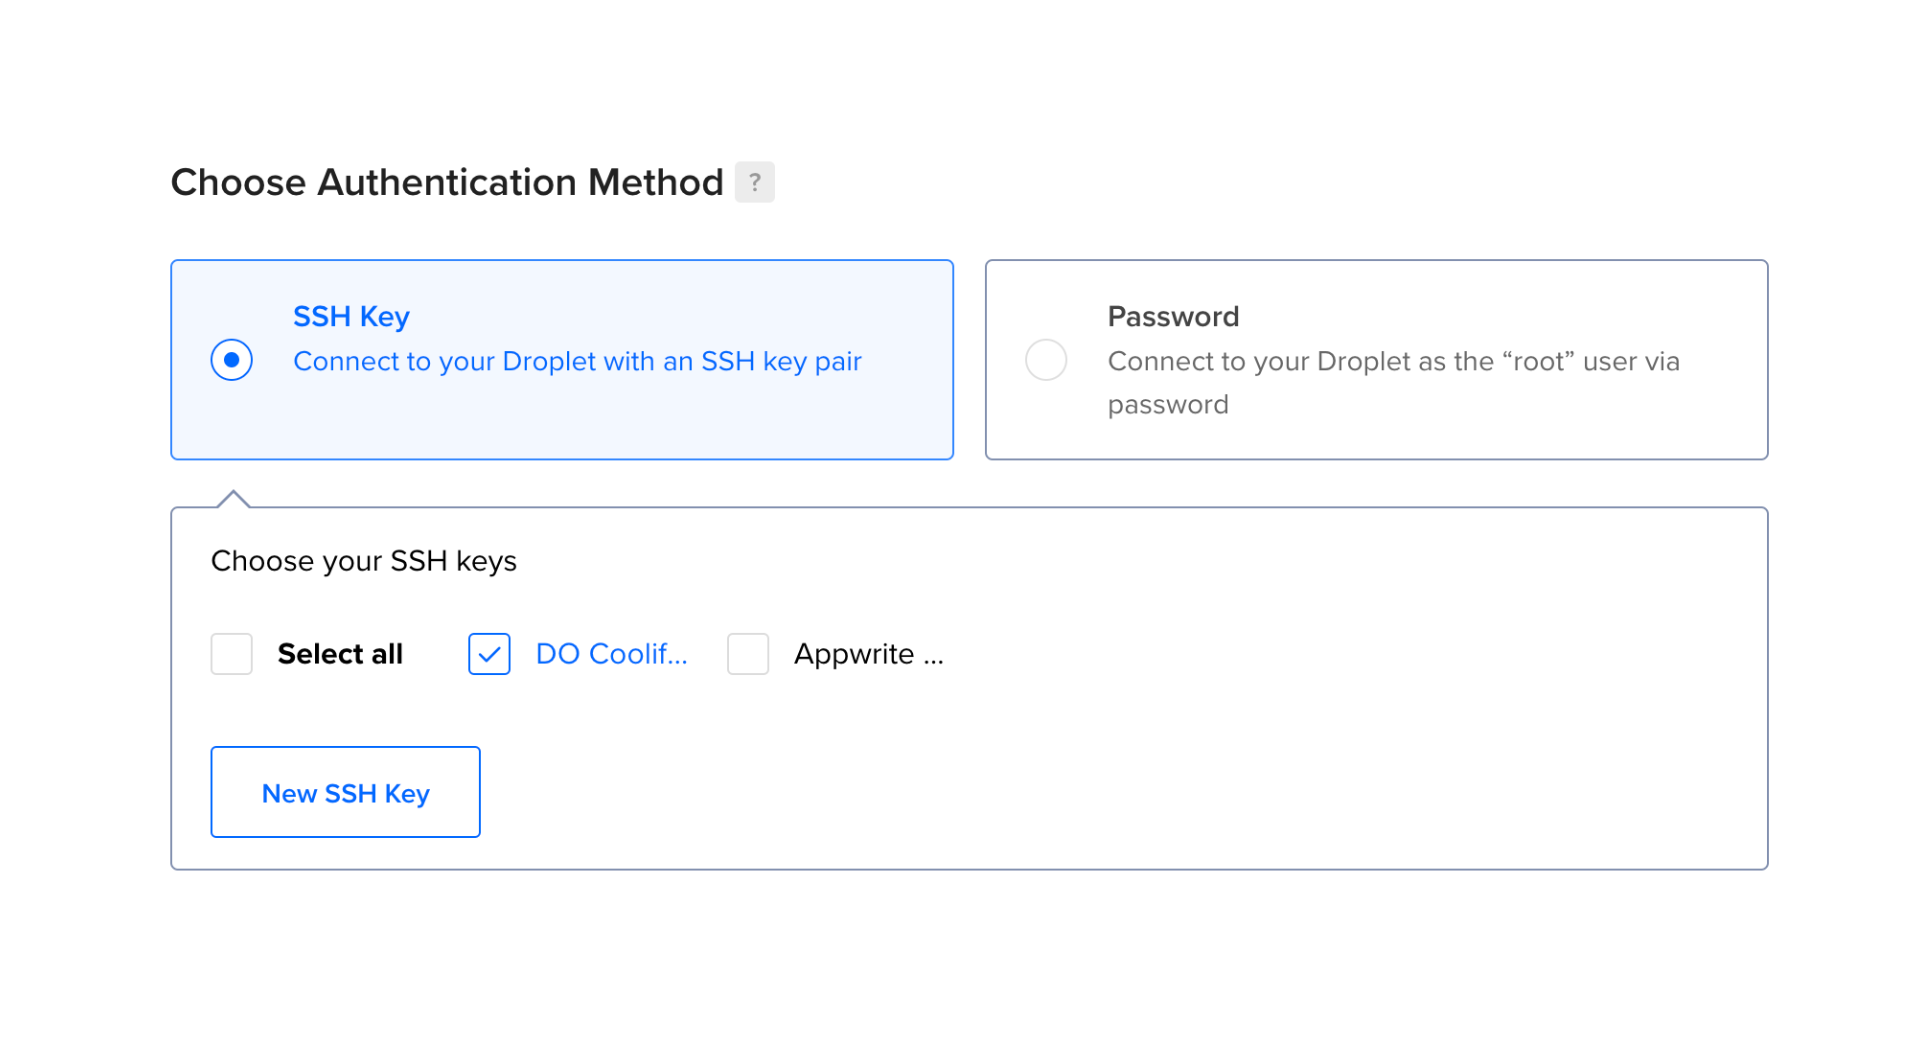 Choose Authentication Method ?
SSH Key
Connect to your Droplet with an SSH key pair
Password
Connect to your Droplet as the “root” user via
password
Choose your SSH keys
Select all
DO Coolif...
Appwrite ...
New SSH Key